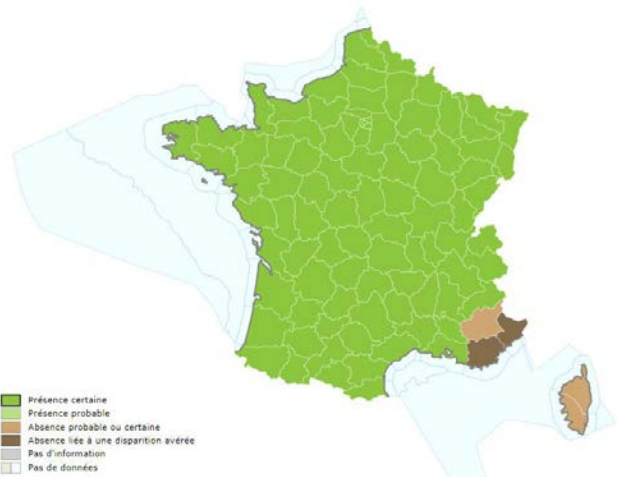 Présence certaine
Présence probable
Absence probable ou certaine
Absence liée à une disparition avérée
Pas d'information
Pas de données